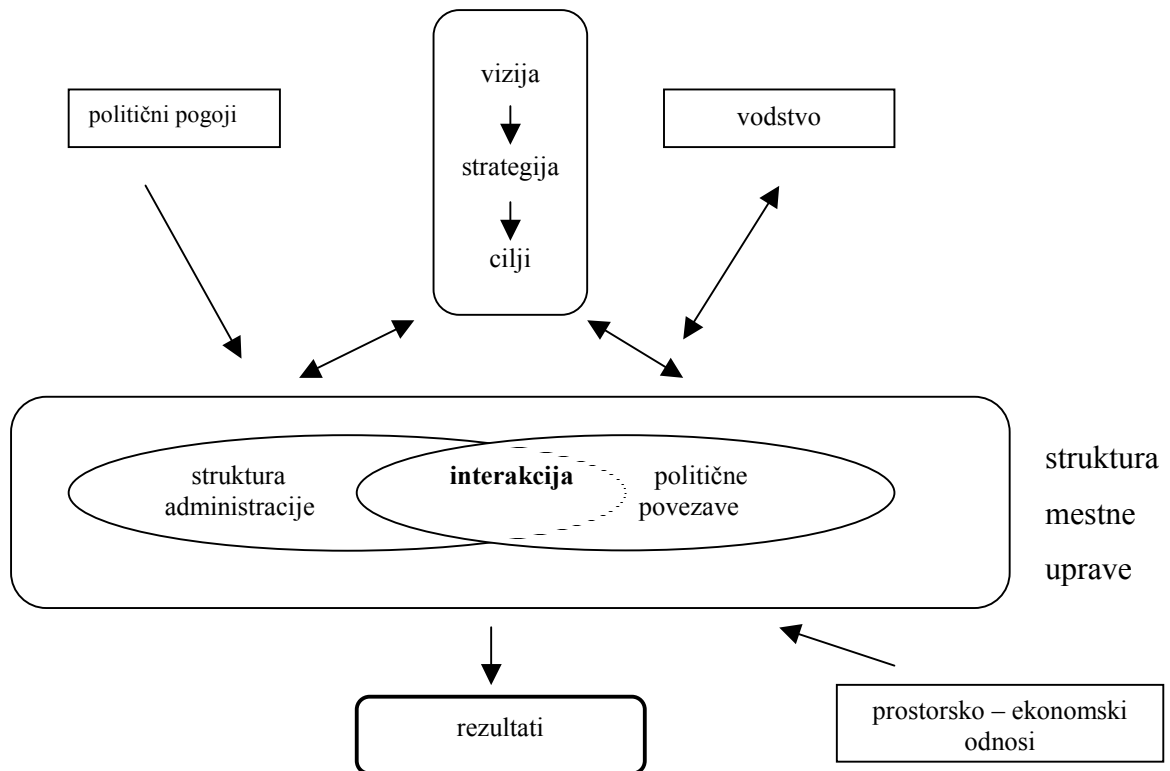 vizija
politični pogoji
vodstvo
strategija
cilji
struktura
administracije
interakcija
politične
povezave
struktura
mestne
uprave
rezultati
prostorsko – ekonomski
odnosi